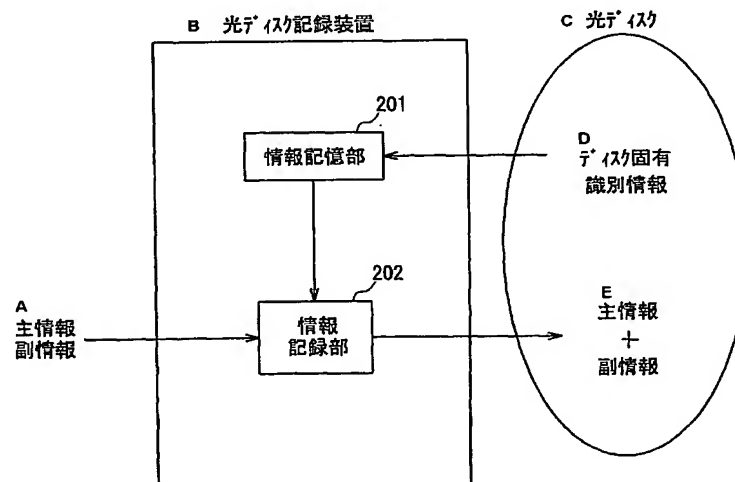 B 光ディスク記録装置
C 光ディスク
201
情報記憶部
D
ディスク固有
識別情報
202
情報
記録部
A
主情報
副情報
E
主情報
+
副情報